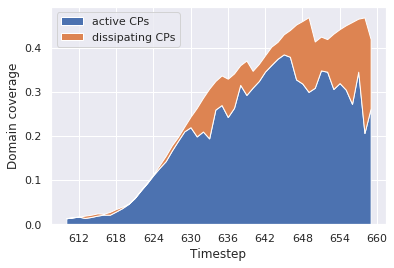 active CPs
dissipating CPs
Domain coverage
0.4
0.3
0.2
0.1
0.0
612 618 624 630 636 642 648 654 660
Timestep